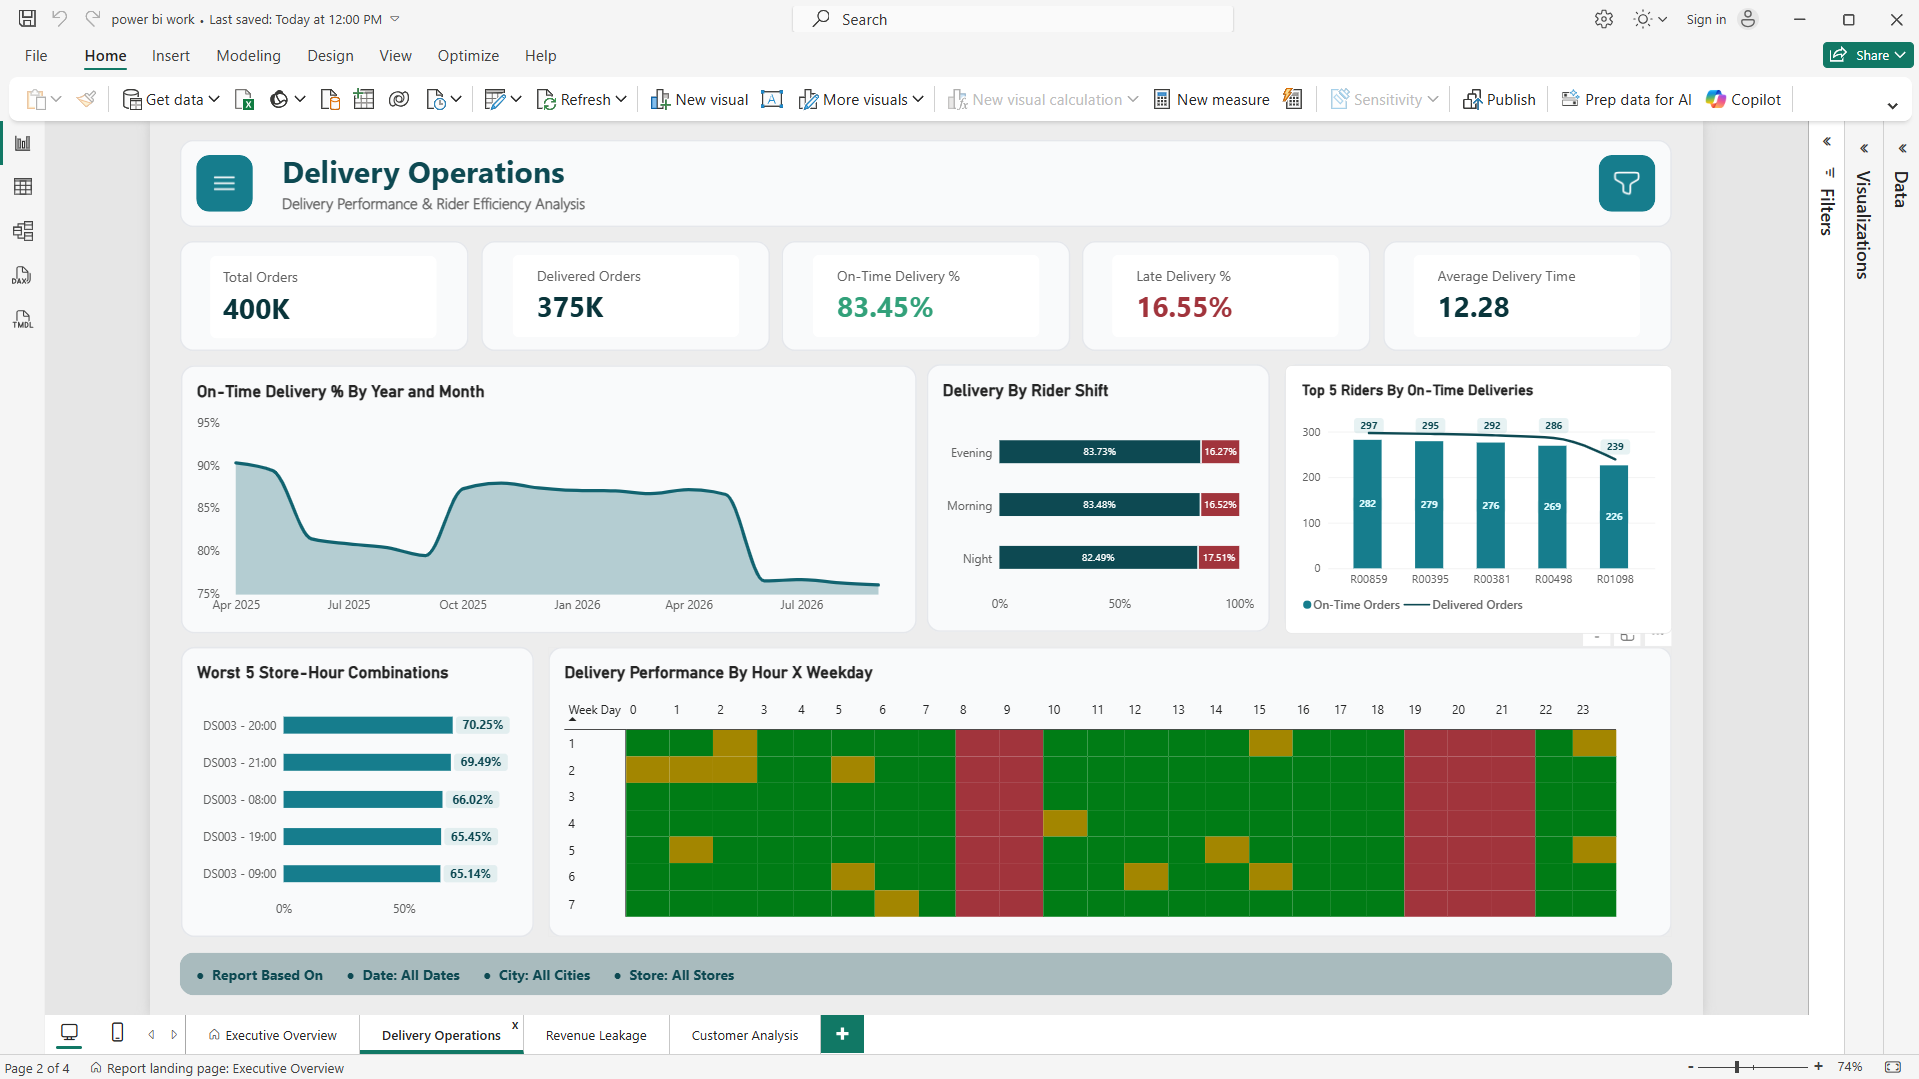 power bi work • Last saved: Today at 12:00 PM
Search
Sign in
File Home Insert Modeling Design View Optimize Help
Share
Get data Refresh New visual More visuals New visual calculation New measure Sensitivity Publish Prep data for AI Copilot
DAX
TMDL
Filters
Visualizations
Data
Delivery Operations
Delivery Performance & Rider Efficiency Analysis
Total Orders
400K
Delivered Orders
375K
On-Time Delivery %
83.45%
Late Delivery %
16.55%
Average Delivery Time
12.28
On-Time Delivery % By Year and Month
95%
90%
85%
80%
75%
Apr 2025 Jul 2025 Oct 2025 Jan 2026 Apr 2026 Jul 2026
Delivery By Rider Shift
Evening 83.73% 16.27%
Morning 83.48% 16.52%
Night 82.49% 17.51%
0% 50% 100%
Top 5 Riders By On-Time Deliveries
297 295 292 286 239
300
200
100
0
282 279 276 269 226
R00859 R00395 R00381 R00498 R01098
On-Time Orders Delivered Orders
Worst 5 Store-Hour Combinations
DS003 - 20:00 70.25%
DS003 - 21:00 69.49%
DS003 - 08:00 66.02%
DS003 - 19:00 65.45%
DS003 - 09:00 65.14%
0% 50%
Delivery Performance By Hour X Weekday
Week Day 0 1 2 3 4 5 6 7 8 9 10 11 12 13 14 15 16 17 18 19 20 21 22 23
1
2
3
4
5
6
7
• Report Based On • Date: All Dates • City: All Cities • Store: All Stores
Executive Overview Delivery Operations x Revenue Leakage Customer Analysis +
Page 2 of 4 Report landing page: Executive Overview
- + 74%